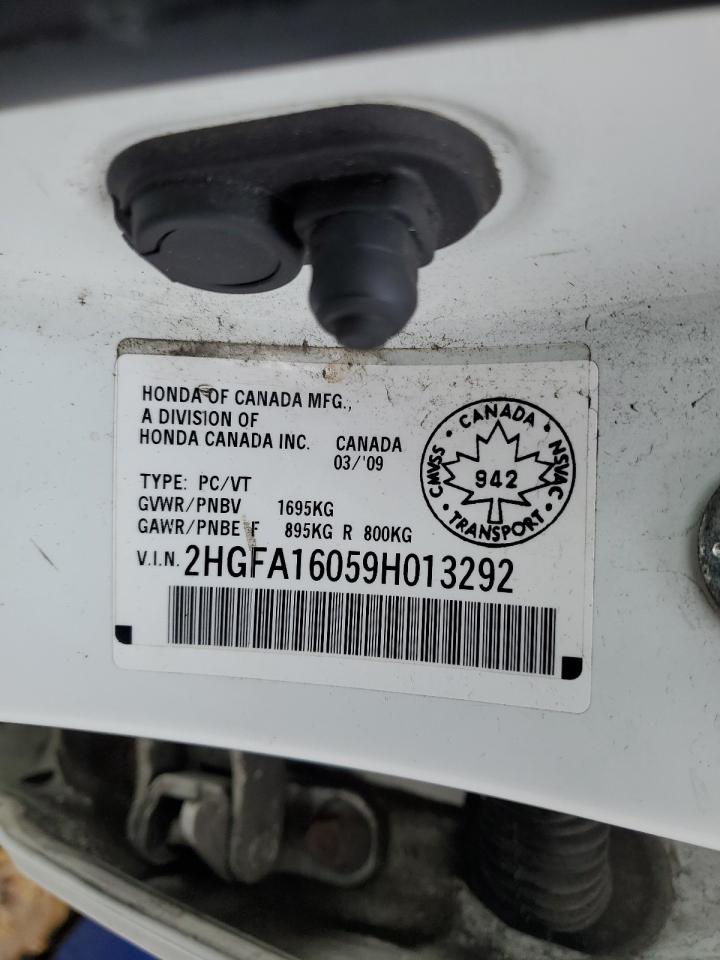 HONDA OF CANADA MFG.,
A DIVISION OF
HONDA CANADA INC. CANADA
03/'09
TYPE: PC/VT
GVWR/PNBV 1695KG
GAWR/PNBE F 895KG R 800KG
V.I.N. 2HGFA16059H013292
CMVSS • CANADA • NSVAC • TRANSPORT •
942